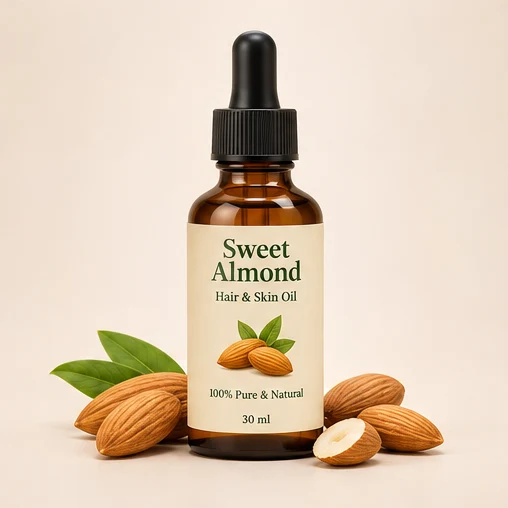 Sweet
Almond
Hair & Skin Oil
100% Pure & Natural
30 ml